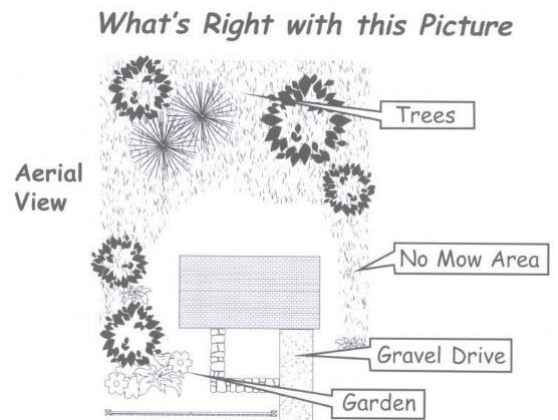 What's Right with this Picture
Trees
Aerial
View
No Mow Area
Gravel Drive
Garden